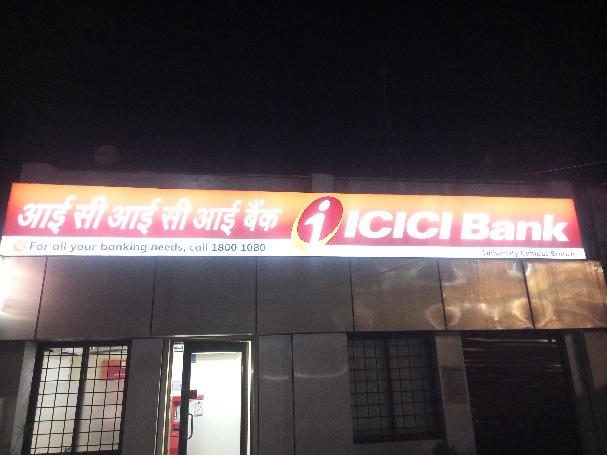 आई सी आई सी आई बैंक
ICICI Bank
For all your banking needs, call 1800 1080
University Campus Branch